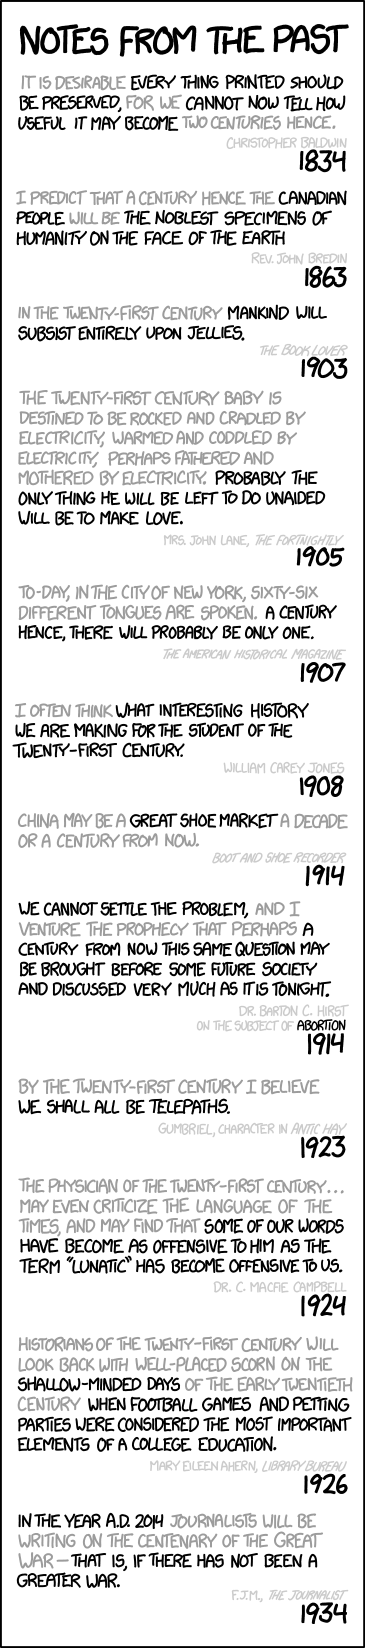 NOTES FROM THE PAST
IT IS DESIRABLE EVERY THING PRINTED SHOULD
BE PRESERVED, FOR WE CANNOT NOW TELL HOW
USEFUL IT MAY BECOME TWO CENTURIES HENCE.
CHRISTOPHER BALDWIN
1834
I PREDICT THAT A CENTURY HENCE THE CANADIAN
PEOPLE WILL BE THE NOBLEST SPECIMENS OF
HUMANITY ON THE FACE OF THE EARTH
REV. JOHN BREDIN
1863
IN THE TWENTY-FIRST CENTURY MANKIND WILL
SUBSIST ENTIRELY UPON JELLIES.
THE BOOK LOVER
1903
THE TWENTY-FIRST CENTURY BABY IS
DESTINED TO BE ROCKED AND CRADLED BY
ELECTRICITY, WARMED AND CODDLED BY
ELECTRICITY, PERHAPS FATHERED AND
MOTHERED BY ELECTRICITY. PROBABLY THE
ONLY THING HE WILL BE LEFT TO DO UNAIDED
WILL BE TO MAKE LOVE.
MRS. JOHN LANE, THE FORTNIGHTLY
1905
TO-DAY, IN THE CITY OF NEW YORK, SIXTY-SIX
DIFFERENT TONGUES ARE SPOKEN. A CENTURY
HENCE, THERE WILL PROBABLY BE ONLY ONE.
THE AMERICAN HISTORICAL MAGAZINE
1907
I OFTEN THINK WHAT INTERESTING HISTORY
WE ARE MAKING FOR THE STUDENT OF THE
TWENTY-FIRST CENTURY.
WILLIAM CAREY JONES
1908
CHINA MAY BE A GREAT SHOE MARKET A DECADE
OR A CENTURY FROM NOW.
BOOT AND SHOE RECORDER
1914
WE CANNOT SETTLE THE PROBLEM, AND I
VENTURE THE PROPHECY THAT PERHAPS A
CENTURY FROM NOW THIS SAME QUESTION MAY
BE BROUGHT BEFORE SOME FUTURE SOCIETY
AND DISCUSSED VERY MUCH AS IT IS TONIGHT.
DR. BARTON C. HIRST
ON THE SUBJECT OF ABORTION
1914
BY THE TWENTY-FIRST CENTURY I BELIEVE
WE SHALL ALL BE TELEPATHS.
GUMBRIEL, CHARACTER IN ANTIC HAY
1923
THE PHYSICIAN OF THE TWENTY-FIRST CENTURY...
MAY EVEN CRITICIZE THE LANGUAGE OF THE
TIMES, AND MAY FIND THAT SOME OF OUR WORDS
HAVE BECOME AS OFFENSIVE TO HIM AS THE
TERM "LUNATIC" HAS BECOME OFFENSIVE TO US.
DR. C. MACFIE CAMPBELL
1924
HISTORIANS OF THE TWENTY-FIRST CENTURY WILL
LOOK BACK WITH WELL-PLACED SCORN ON THE
SHALLOW-MINDED DAYS OF THE EARLY TWENTIETH
CENTURY WHEN FOOTBALL GAMES AND PETTING
PARTIES WERE CONSIDERED THE MOST IMPORTANT
ELEMENTS OF A COLLEGE EDUCATION.
MARY EILEEN AHERN, LIBRARY BUREAU
1926
IN THE YEAR A.D. 2014 JOURNALISTS WILL BE
WRITING ON THE CENTENARY OF THE GREAT
WAR—THAT IS, IF THERE HAS NOT BEEN A
GREATER WAR.
F.J.M., THE JOURNALIST
1934